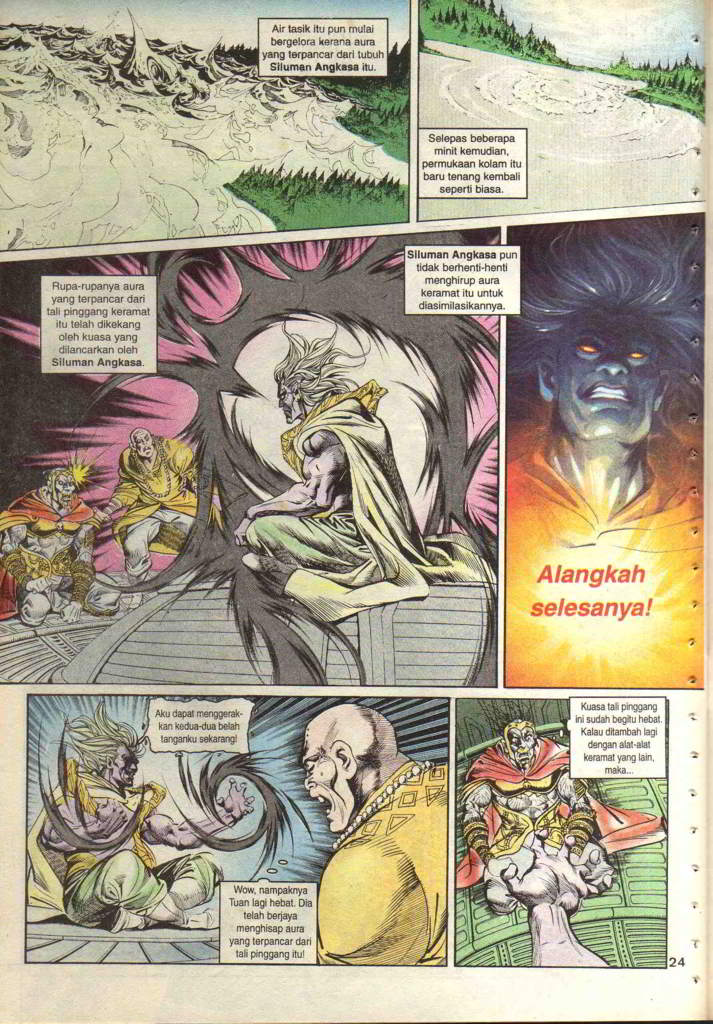 Air tasik itu pun mulai
bergelora kerana aura
yang terpancar dari tubuh
Siluman Angkasa itu.
Selepas beberapa
minit kemudian,
permukaan kolam itu
baru tenang kembali
seperti biasa.
Rupa-rupanya aura
yang terpancar dari
tali pinggang keramat
itu telah dikekang
oleh kuasa yang
dilancarkan oleh
Siluman Angkasa.
Siluman Angkasa pun
tidak berhenti-henti
menghirup aura
keramat itu untuk
diasimilasikannya.
Alangkah
selesanya!
Aku dapat menggerak-
kan kedua-dua belah
tanganku sekarang!
Wow, nampaknya
Tuan lagi hebat. Dia
telah berjaya
menghisap aura
yang terpancar dari
tali pinggang itu!
Kuasa tali pinggang
ini sudah begitu hebat.
Kalau ditambah lagi
dengan alat-alat
keramat yang lain,
maka...
24